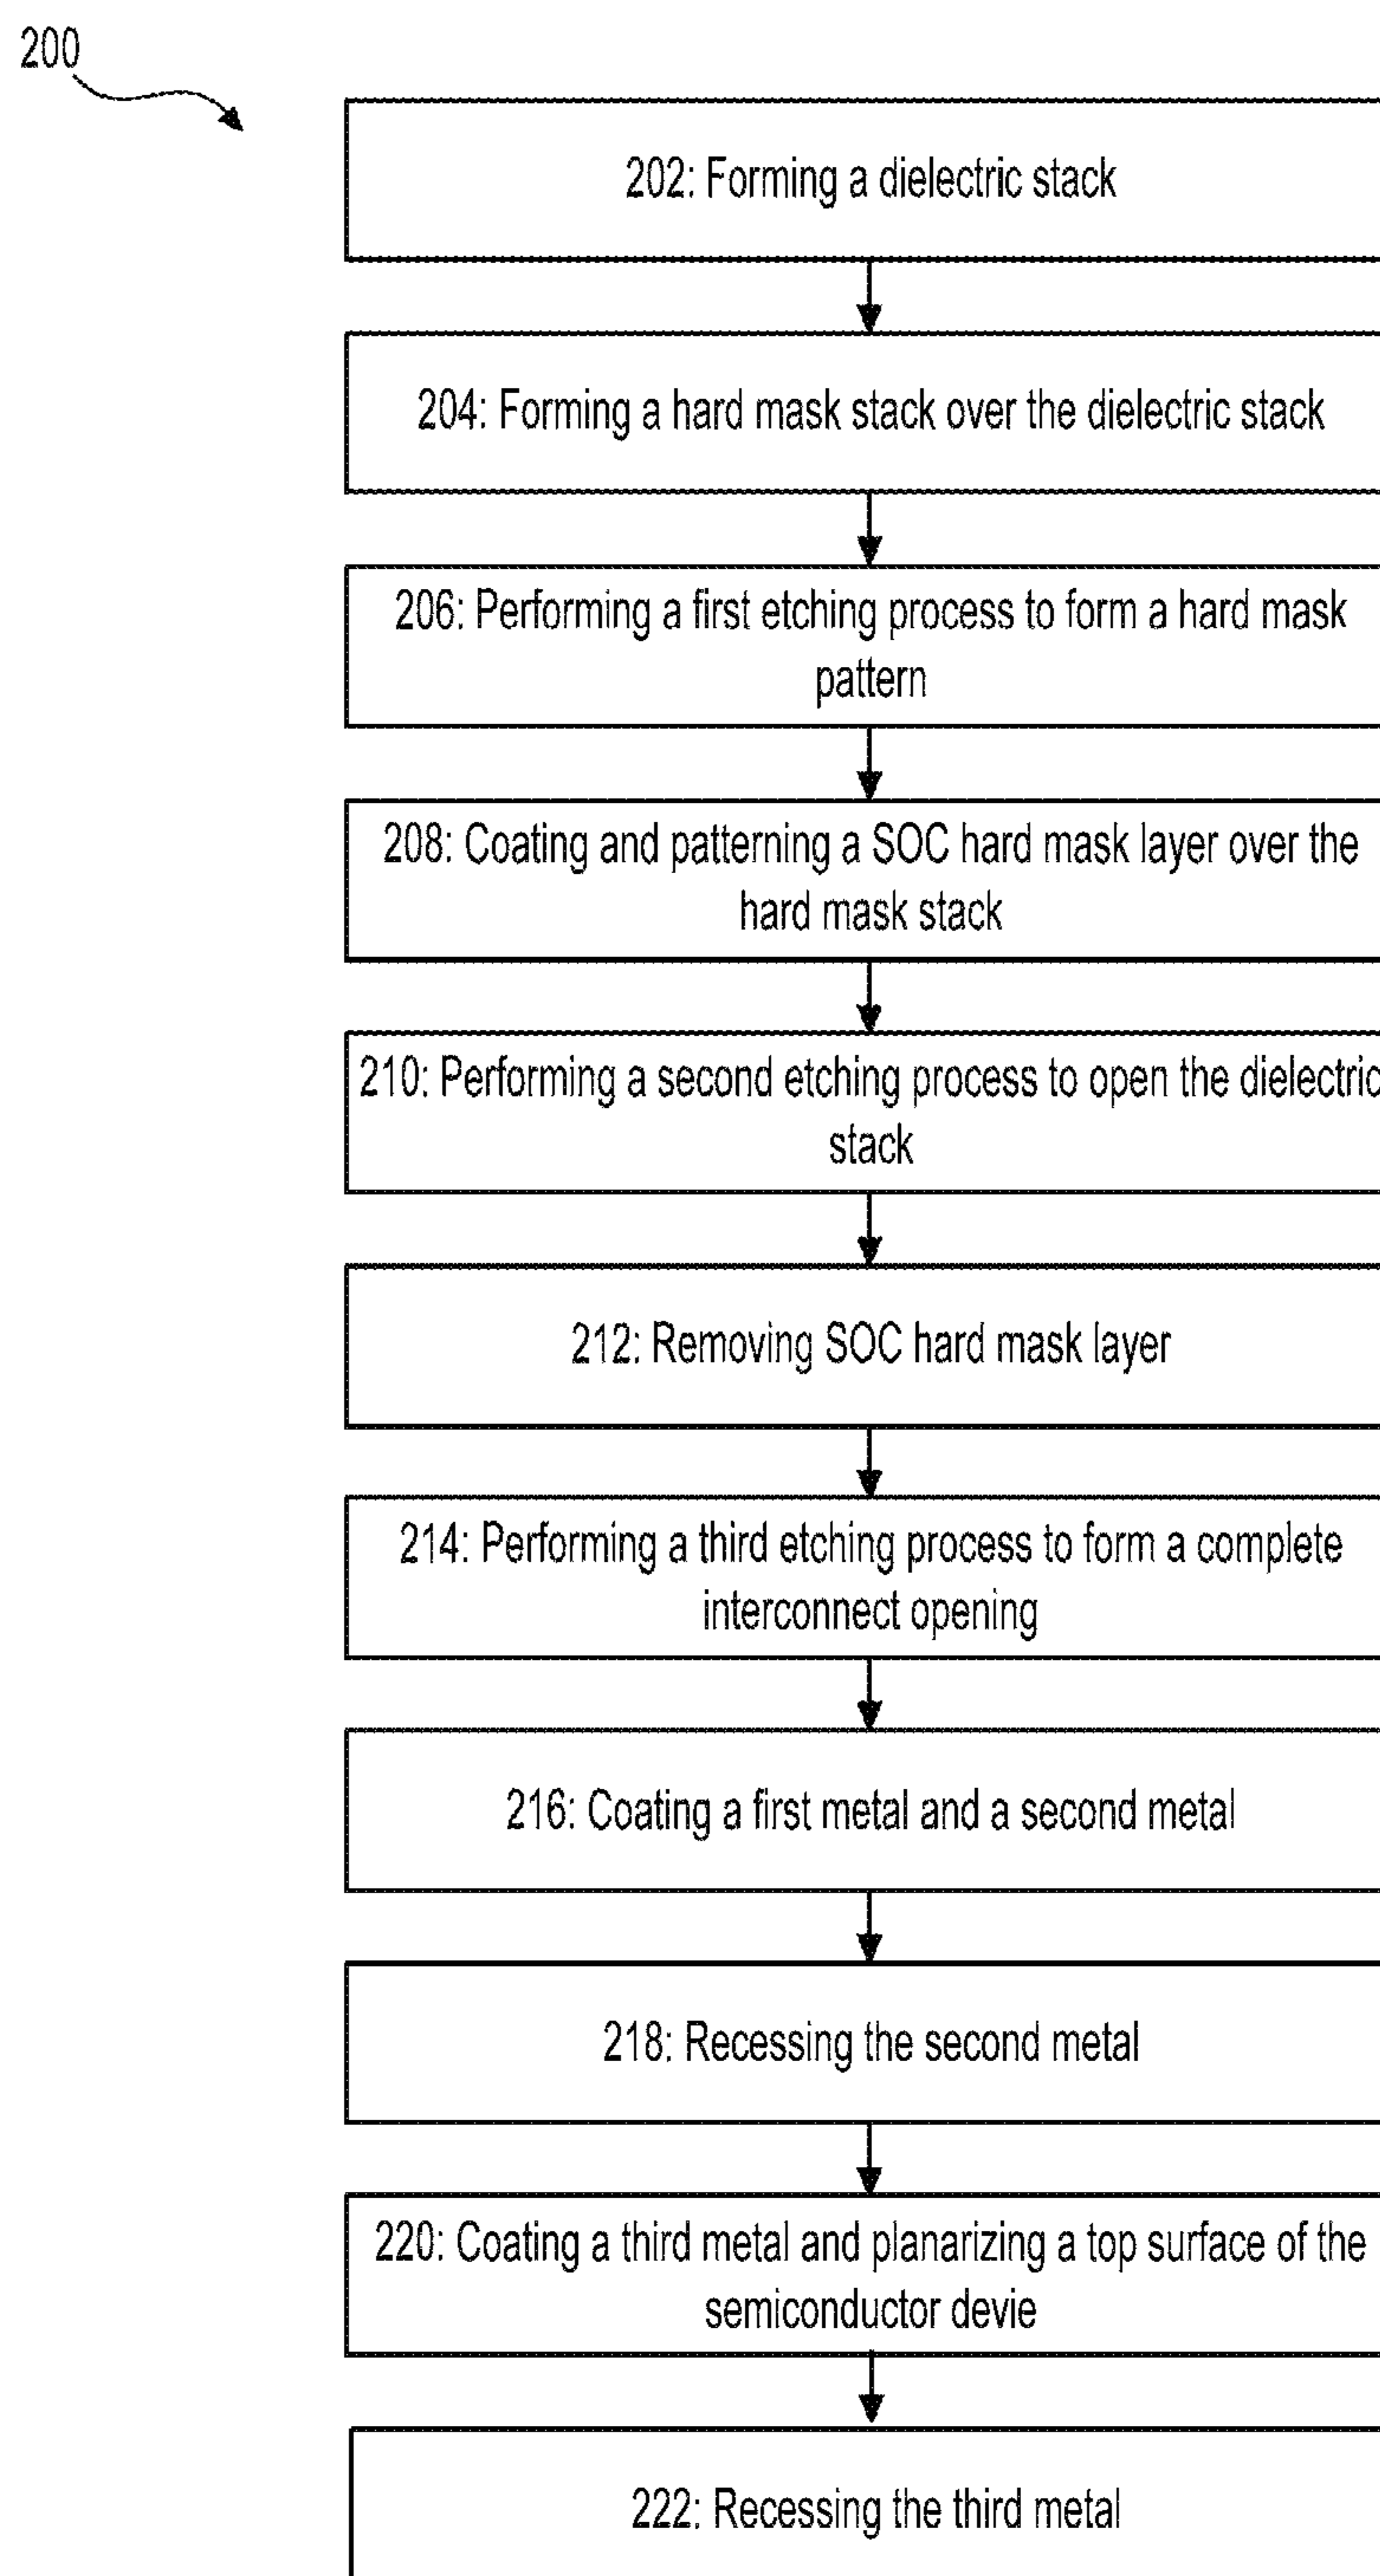 200
202: Forming a dielectric stack
204: Forming a hard mask stack over the dielectric stack
206: Performing a first etching process to form a hard mask
pattern
208: Coating and patterning a SOC hard mask layer over the
hard mask stack
210: Performing a second etching process to open the dielectric
stack
212: Removing SOC hard mask layer
214: Performing a third etching process to form a complete
interconnect opening
216: Coating a first metal and a second metal
218: Recessing the second metal
220: Coating a third metal and planarizing a top surface of the
semiconductor devie
222: Recessing the third metal